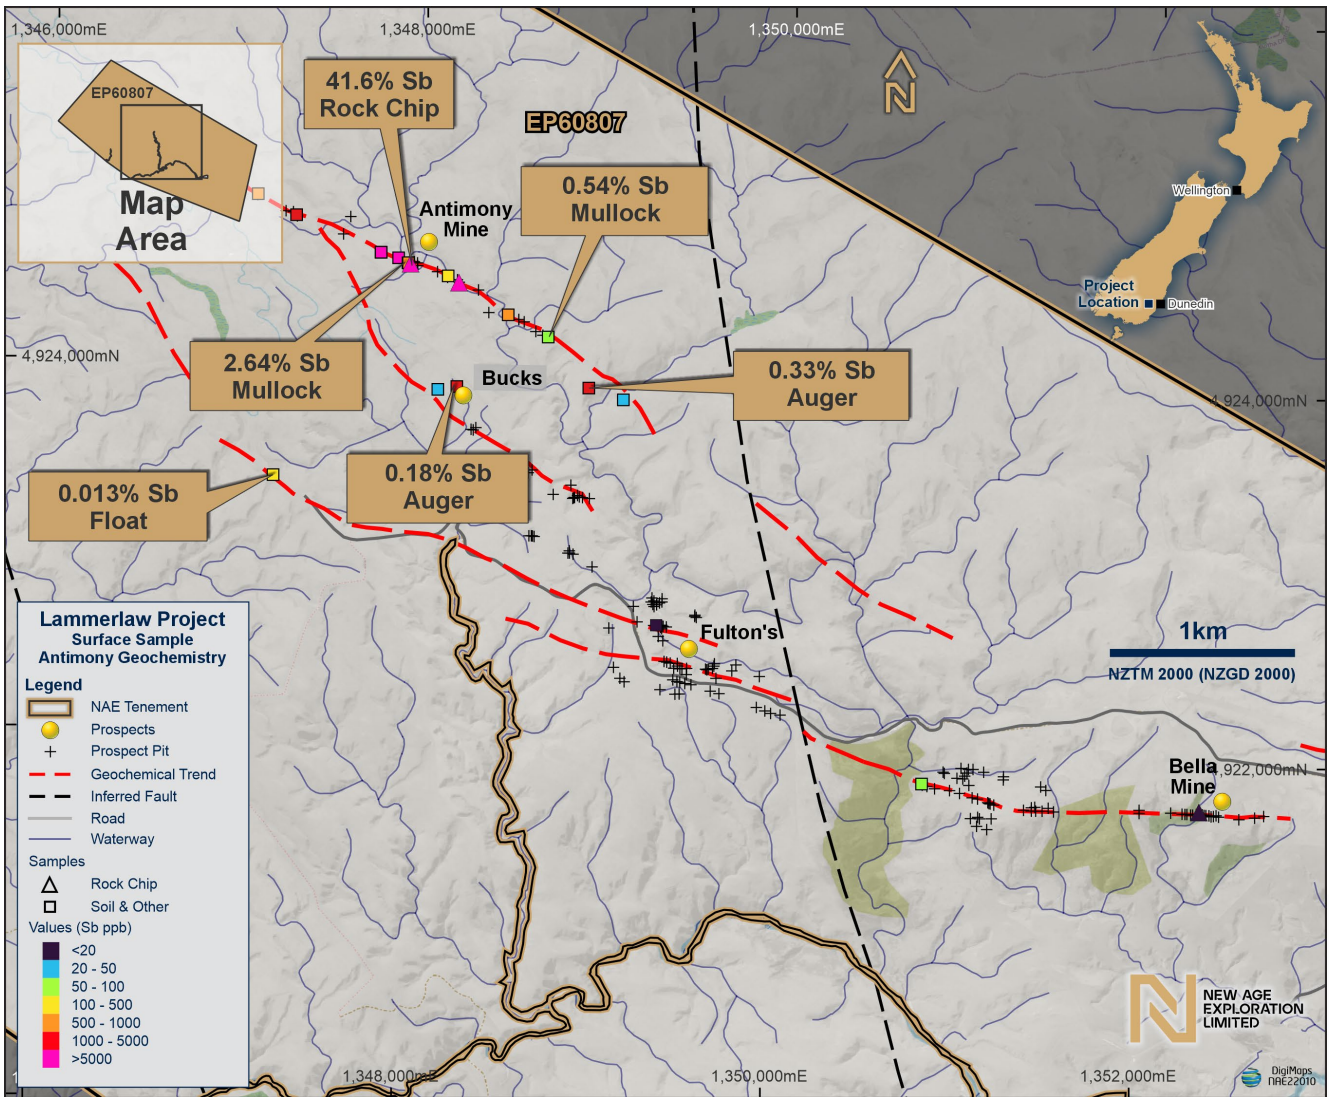 1,346,000mE
1,348,000mE
1,350,000mE
EP60807
Map
Area
41.6% Sb
Rock Chip
EP60807
0.54% Sb
Mullock
Antimony
Mine
N
Wellington
Project
Location
Dunedin
4,924,000mN
2.64% Sb
Mullock
Bucks
0.33% Sb
Auger
4,924,000mN
0.18% Sb
Auger
0.013% Sb
Float
Fulton's
1km
NZTM 2000 (NZGD 2000)
Bella
Mine
4,922,000mN
Lammerlaw Project
Surface Sample
Antimony Geochemistry
Legend
NAE Tenement
Prospects
Prospect Pit
Geochemical Trend
Inferred Fault
Road
Waterway
Samples
Rock Chip
Soil & Other
Values (Sb ppb)
<20
20 - 50
50 - 100
100 - 500
500 - 1000
1000 - 5000
>5000
N
NEW AGE
EXPLORATION
LIMITED
1,348,000mE
1,350,000mE
1,352,000mE
DigiMaps
NAE22010